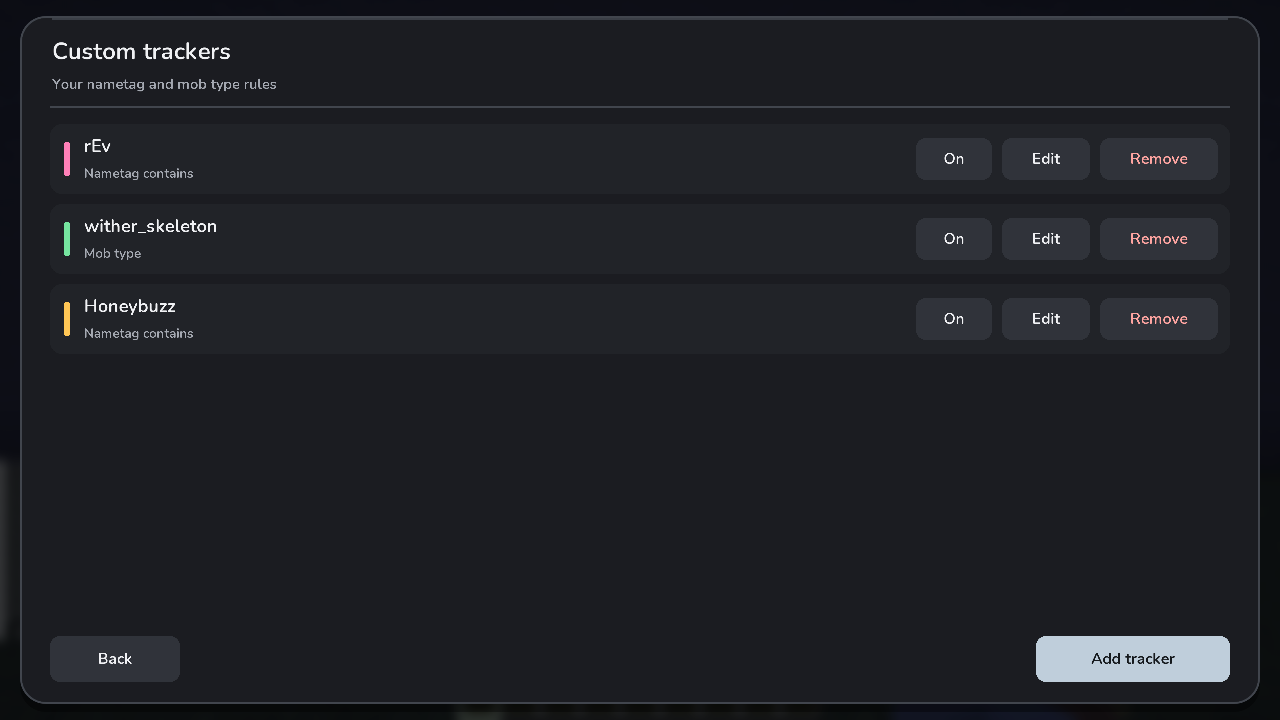 Custom trackers
Your nametag and mob type rules
rEv
Nametag contains
On Edit Remove
wither_skeleton
Mob type
On Edit Remove
Honeybuzz
Nametag contains
On Edit Remove
Back Add tracker